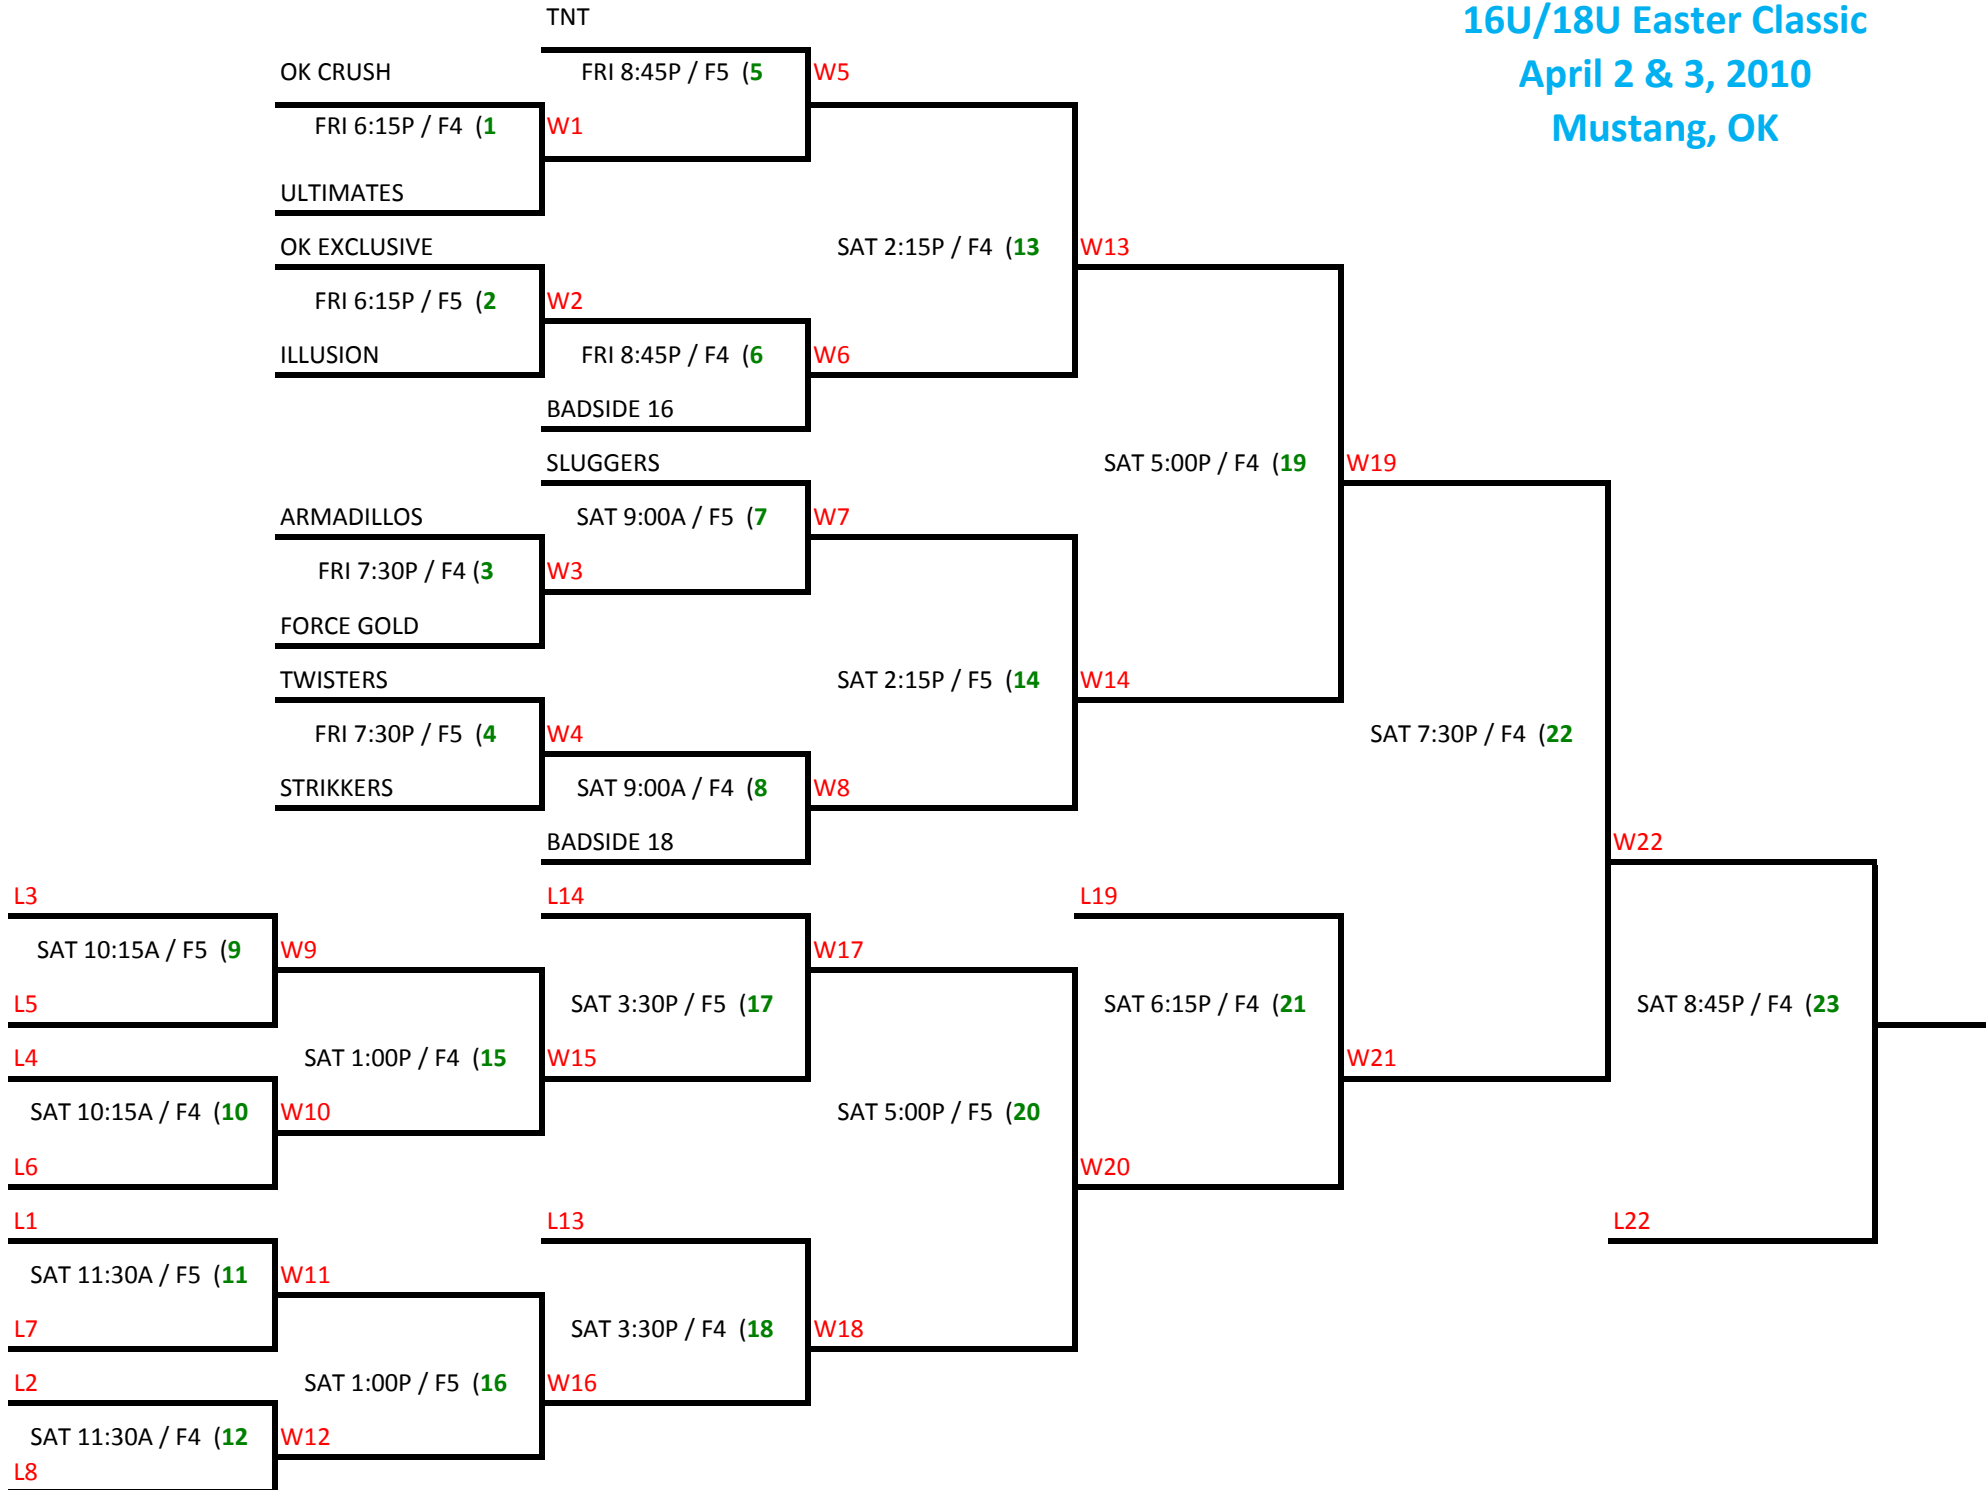 TNT
16U/18U Easter Classic
April 2 & 3, 2010
Mustang, OK
OK CRUSH
FRI 8:45P / F5 (5
W5
FRI 6:15P / F4 (1
W1
ULTIMATES
OK EXCLUSIVE
SAT 2:15P / F4 (13
W13
FRI 6:15P / F5 (2
W2
ILLUSION
FRI 8:45P / F4 (6
W6
BADSIDE 16
SLUGGERS
SAT 5:00P / F4 (19
W19
ARMADILLOS
SAT 9:00A / F5 (7
W7
FRI 7:30P / F4 (3
W3
FORCE GOLD
TWISTERS
SAT 2:15P / F5 (14
W14
FRI 7:30P / F5 (4
W4
SAT 7:30P / F4 (22
STRIKKERS
SAT 9:00A / F4 (8
W8
BADSIDE 18
W22
L3
L14
L19
SAT 10:15A / F5 (9
W9
W17
L5
SAT 3:30P / F5 (17
SAT 6:15P / F4 (21
SAT 8:45P / F4 (23
L4
SAT 1:00P / F4 (15
W15
W21
SAT 10:15A / F4 (10
W10
SAT 5:00P / F5 (20
L6
W20
L1
L13
L22
SAT 11:30A / F5 (11
W11
L7
SAT 3:30P / F4 (18
W18
L2
SAT 1:00P / F5 (16
W16
SAT 11:30A / F4 (12
W12
L8